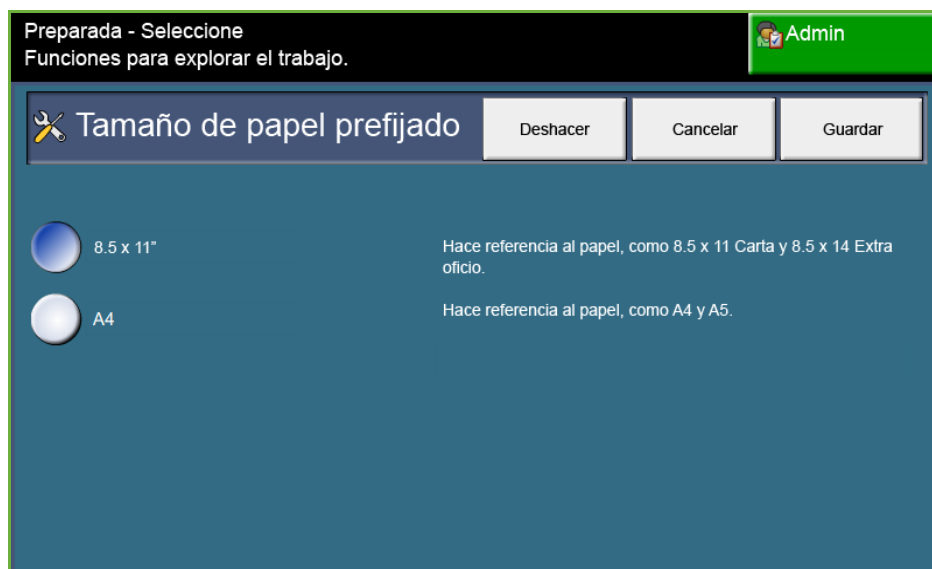 Preparada - Seleccione
Funciones para explorar el trabajo.
Admin
Tamaño de papel prefijado
Deshacer
Cancelar
Guardar
8.5 x 11”
Hace referencia al papel, como 8.5 x 11 Carta y 8.5 x 14 Extra
oficio.
A4
Hace referencia al papel, como A4 y A5.